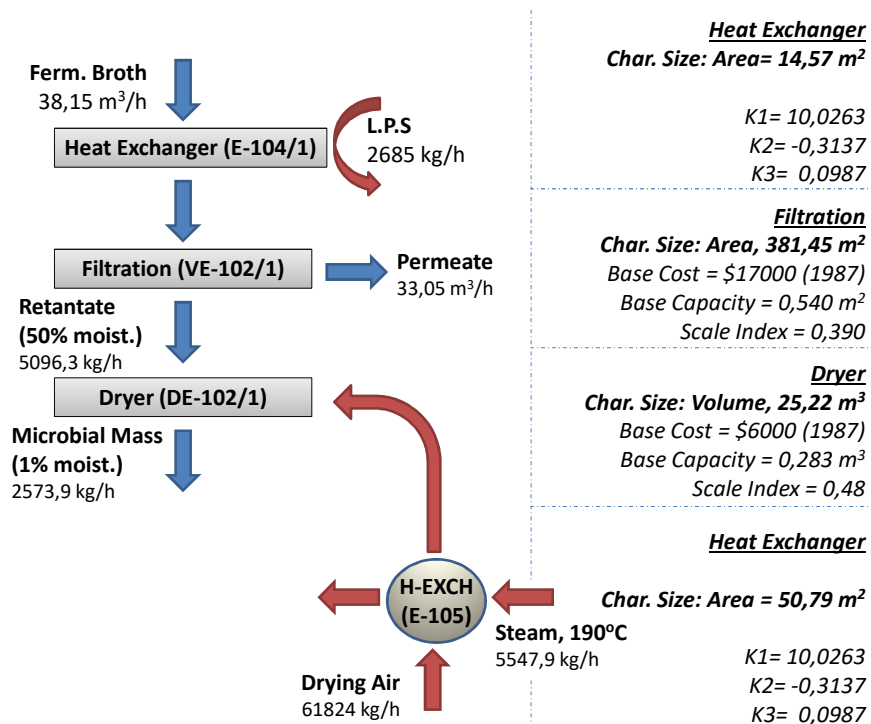 Ferm. Broth
38,15 m³/h
Heat Exchanger (E-104/1)
L.P.S
2685 kg/h
Filtration (VE-102/1)
Permeate
33,05 m³/h
Retantate
(50% moist.)
5096,3 kg/h
Dryer (DE-102/1)
Microbial Mass
(1% moist.)
2573,9 kg/h
H-EXCH
(E-105)
Steam, 190°C
5547,9 kg/h
Drying Air
61824 kg/h
Heat Exchanger
Char. Size: Area= 14,57 m²
K1= 10,0263
K2= -0,3137
K3= 0,0987
Filtration
Char. Size: Area, 381,45 m²
Base Cost = $17000 (1987)
Base Capacity = 0,540 m²
Scale Index = 0,390
Dryer
Char. Size: Volume, 25,22 m³
Base Cost = $6000 (1987)
Base Capacity = 0,283 m³
Scale Index = 0,48
Heat Exchanger
Char. Size: Area = 50,79 m²
K1= 10,0263
K2= -0,3137
K3= 0,0987